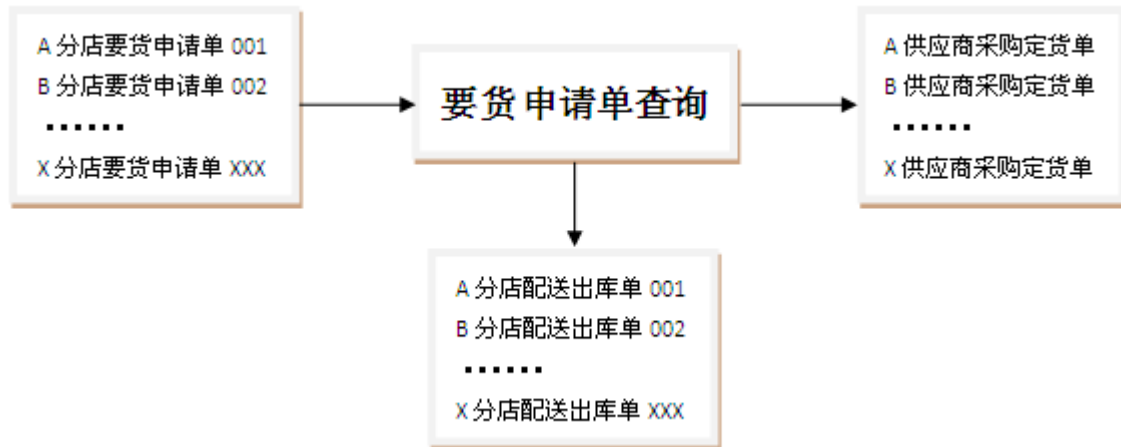 A 分店要货申请单 001
B 分店要货申请单 002
......
X 分店要货申请单 XXX
要货申请单查询
A 供应商采购定货单
B 供应商采购定货单
......
X 供应商采购定货单
A 分店配送出库单 001
B 分店配送出库单 002
......
X 分店配送出库单 XXX